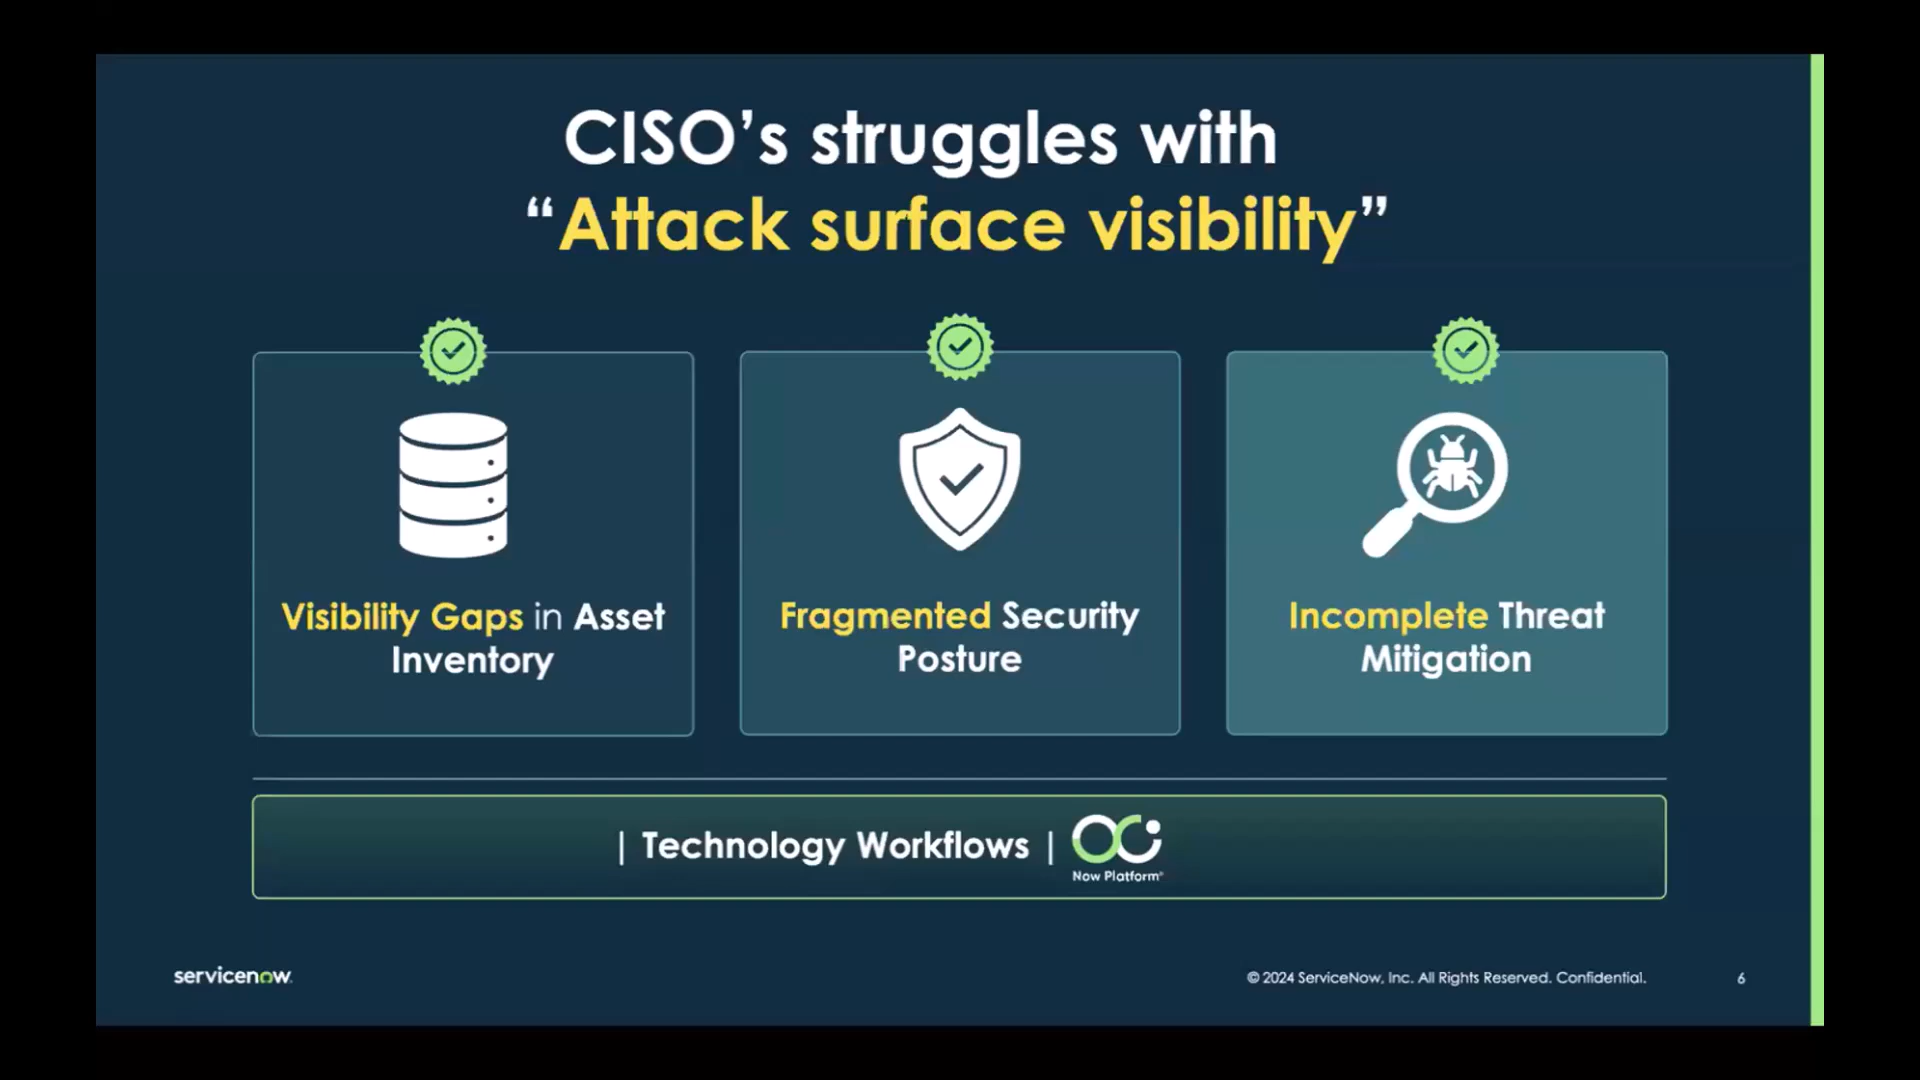 CISO’s struggles with
“Attack surface visibility”
Visibility Gaps in Asset
Inventory
Fragmented Security
Posture
Incomplete Threat
Mitigation
| Technology Workflows |
Now Platform®
servicenow.
© 2024 ServiceNow, Inc. All Rights Reserved. Confidential.
6